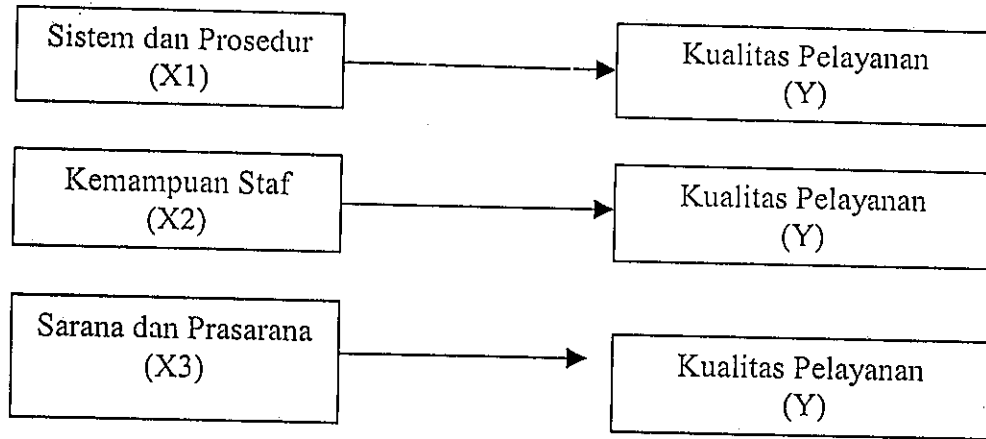 Sistem dan Prosedur
(X1)
Kualitas Pelayanan
(Y)
Kemampuan Staf
(X2)
Kualitas Pelayanan
(Y)
Sarana dan Prasarana
(X3)
Kualitas Pelayanan
(Y)